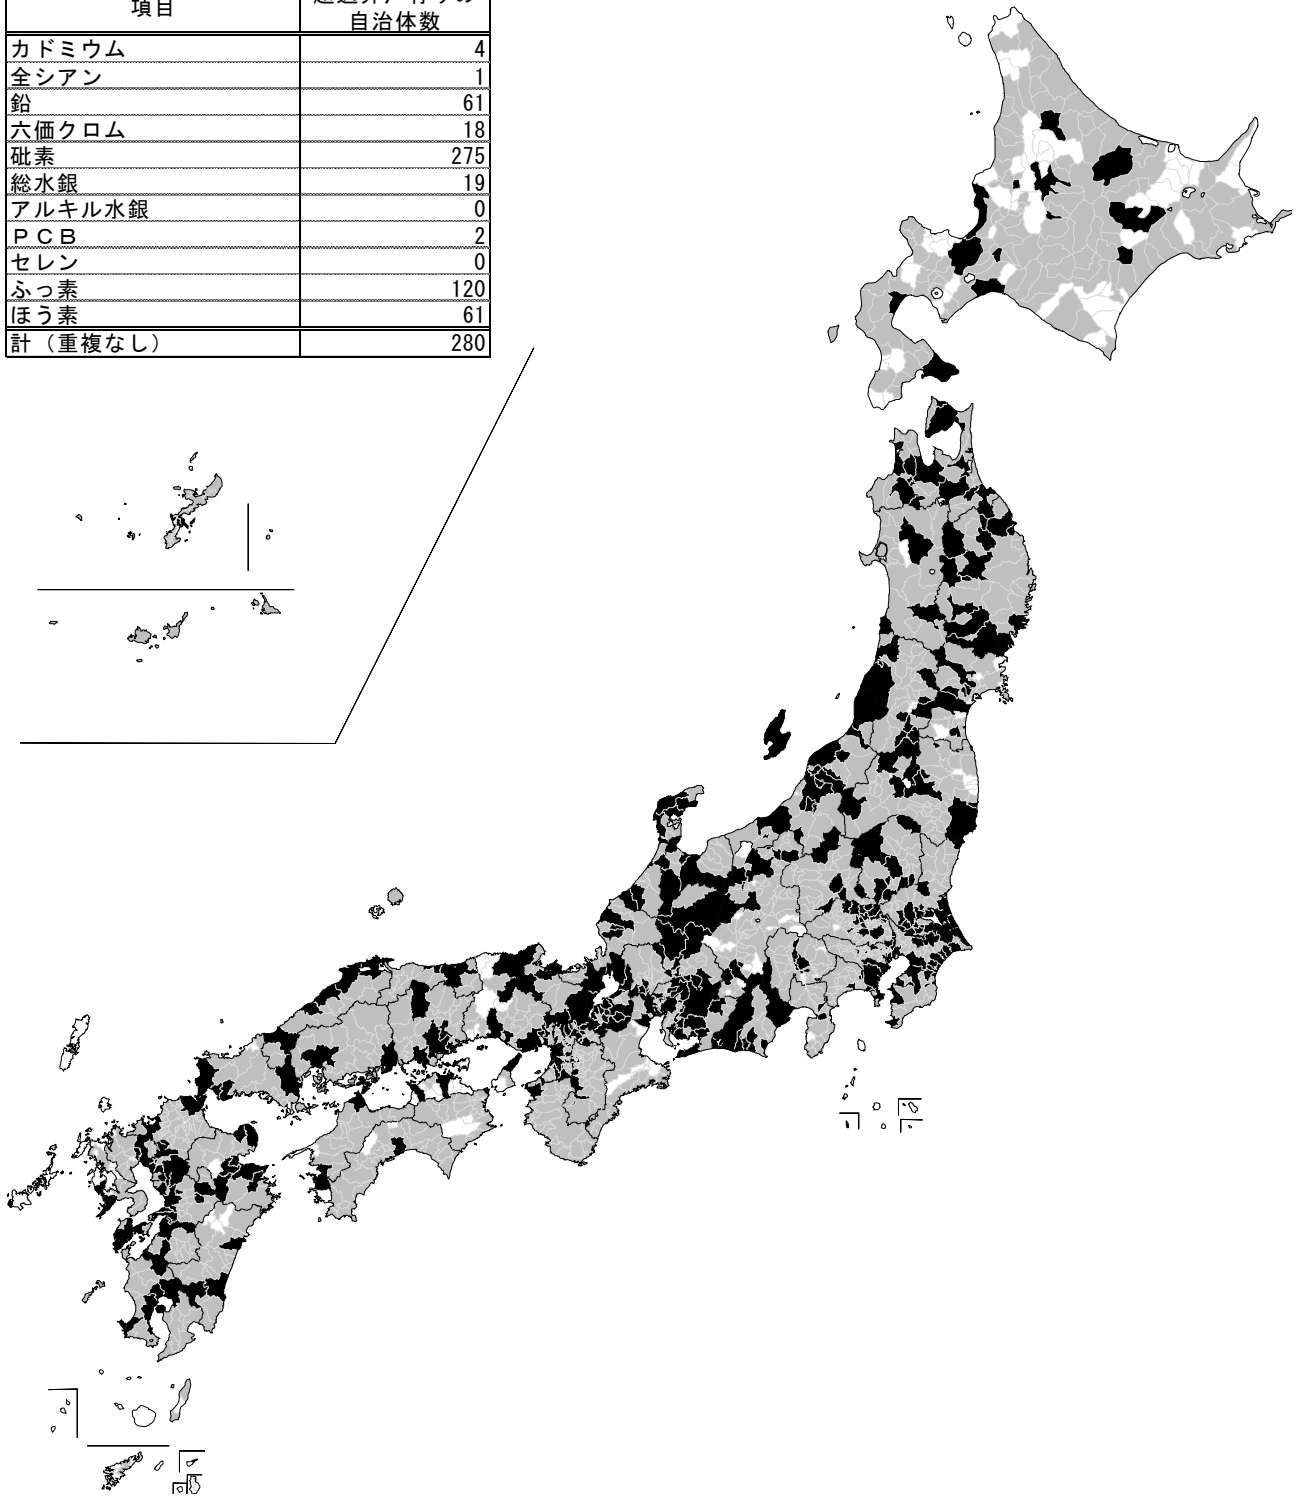 項目
自治体数
カドミウム 4
全シアン 1
鉛 61
六価クロム 18
砒素 275
総水銀 19
アルキル水銀 0
ＰＣＢ 2
セレン 0
ふっ素 120
ほう素 61
計（重複なし） 280